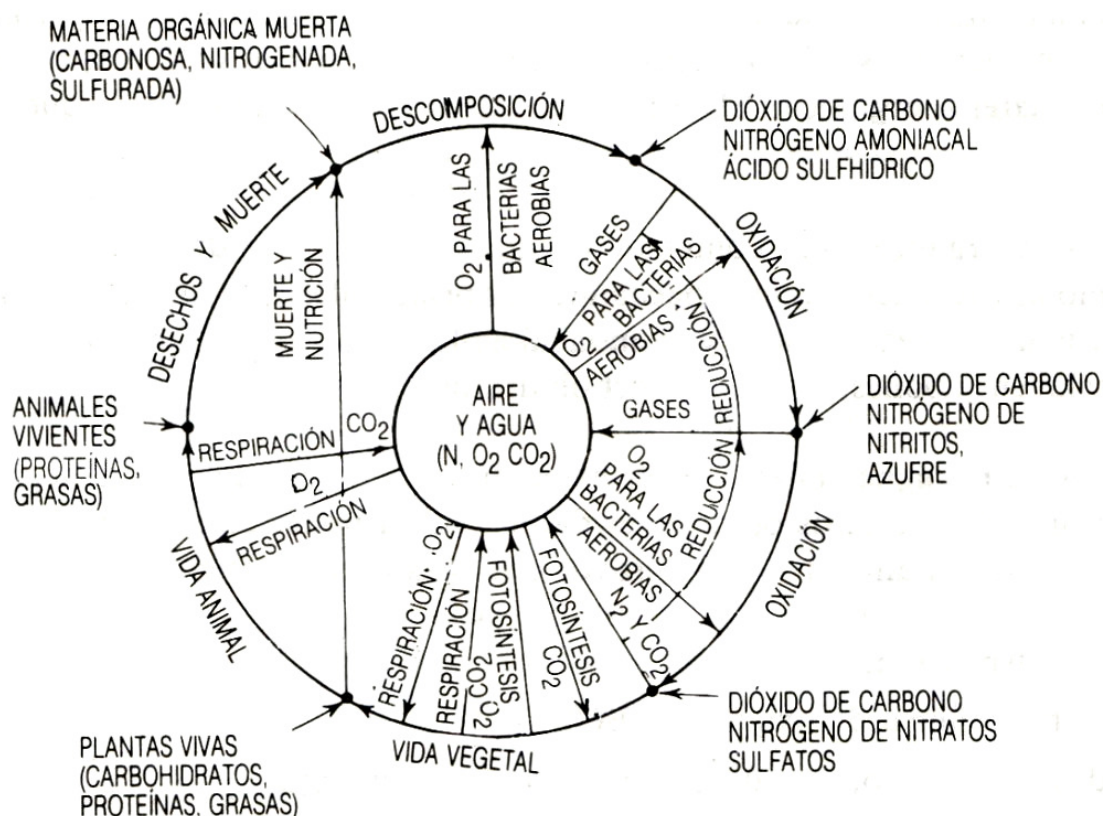 MATERIA ORGÁNICA MUERTA
(CARBONOSA, NITROGENADA,
SULFURADA)
DESCOMPOSICIÓN
DIÓXIDO DE CARBONO
NITRÓGENO AMONIACAL
ÁCIDO SULFHÍDRICO
DESECHOS Y MUERTE
MUERTE Y
NUTRICIÓN
O2 PARA LAS
BACTERIAS
AEROBIAS
GASES
O2 PARA LAS
BACTERIAS
AEROBIAS
OXIDACIÓN
REDUCCIÓN
ANIMALES
VIVIENTES
(PROTEÍNAS,
GRASAS)
RESPIRACIÓN
CO2
O2
RESPIRACIÓN
AIRE
Y AGUA
(N, O2 CO2)
GASES
DIÓXIDO DE CARBONO
NITRÓGENO DE
NITRITOS,
AZUFRE
O2
PARA LAS
BACTERIAS
AEROBIAS
REDUCCIÓN
OXIDACIÓN
N2 Y CO2
VIDA ANIMAL
RESPIRACIÓN O2
RESPIRACIÓN
CO2
O2
FOTOSÍNTESIS
FOTOSÍNTESIS
CO2
VIDA VEGETAL
PLANTAS VIVAS
(CARBOHIDRATOS,
PROTEÍNAS, GRASAS)
DIÓXIDO DE CARBONO
NITRÓGENO DE NITRATOS
SULFATOS